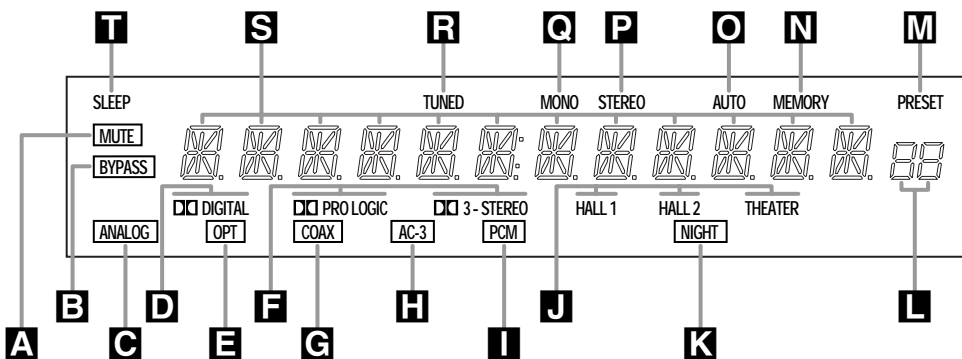 T S R Q P O N M
SLEEP TUNED MONO STEREO AUTO MEMORY PRESET
MUTE
BYPASS
DIGITAL PRO LOGIC 3 - STEREO HALL 1 HALL 2 THEATER
ANALOG OPT COAX AC-3 PCM NIGHT
B D F J L
A C E G H I K